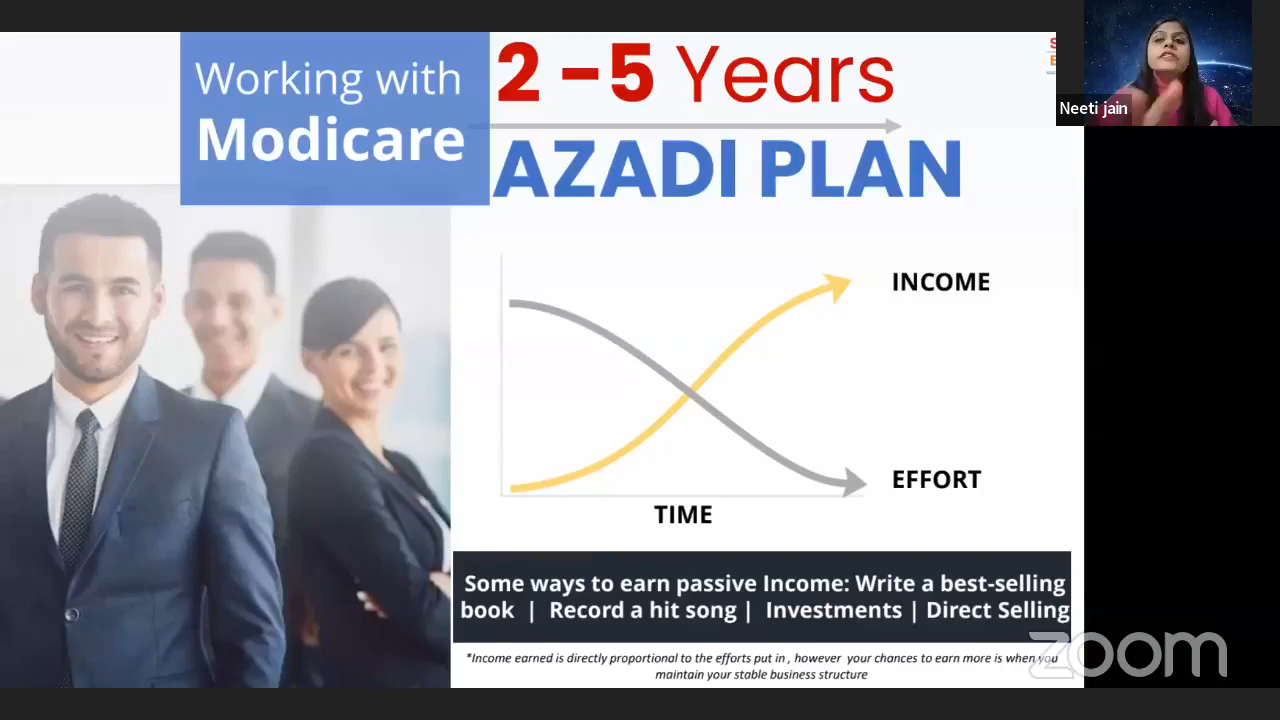 Working with
Modicare
2 – 5 Years
AZADI PLAN
Neeti jain
INCOME
EFFORT
TIME
Some ways to earn passive Income: Write a best-selling
book | Record a hit song | Investments | Direct Selling
*Income earned is directly proportional to the efforts put in , however your chances to earn more is when you
maintain your stable business structure
zoom